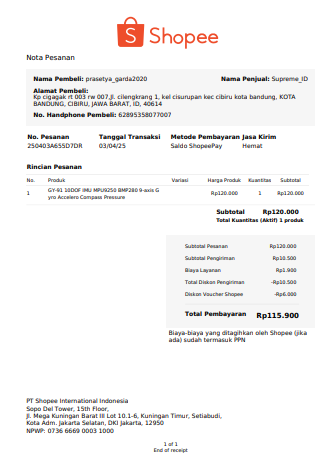 Shopee
Nota Pesanan
Nama Pembeli: prasetya_garda2020
Nama Penjual: Supreme_ID
Alamat Pembeli:
Kp cigagak rt 003 rw 007,Jl. cilengkrang 1, kel cisurupan kec cibiru kota bandung, KOTA
BANDUNG, CIBIRU, JAWA BARAT, ID, 40614
No. Handphone Pembeli: 62895358077007
No. Pesanan Tanggal Transaksi Metode Pembayaran Jasa Kirim
250403A655D7DR 03/04/25 Saldo ShopeePay Hemat
Rincian Pesanan
No. Produk Variasi Harga Produk Kuantitas Subtotal
1 GY-91 10DOF IMU MPU9250 BMP280 9-axis G Rp120.000 1 Rp120.000
yro Accelero Compass Pressure
Subtotal Rp120.000
Total Kuantitas (Aktif) 1 produk
Subtotal Pesanan Rp120.000
Subtotal Pengiriman Rp10.500
Biaya Layanan Rp1.900
Total Diskon Pengiriman -Rp10.500
Diskon Voucher Shopee -Rp6.000
Total Pembayaran Rp115.900
Biaya-biaya yang ditagihkan oleh Shopee (jika
ada) sudah termasuk PPN
PT Shopee International Indonesia
Sopo Del Tower, 15th Floor,
Jl. Mega Kuningan Barat III Lot 10.1-6, Kuningan Timur, Setiabudi,
Kota Adm. Jakarta Selatan, DKI Jakarta, 12950
NPWP: 0736 6669 0003 1000
1 of 1
End of receipt